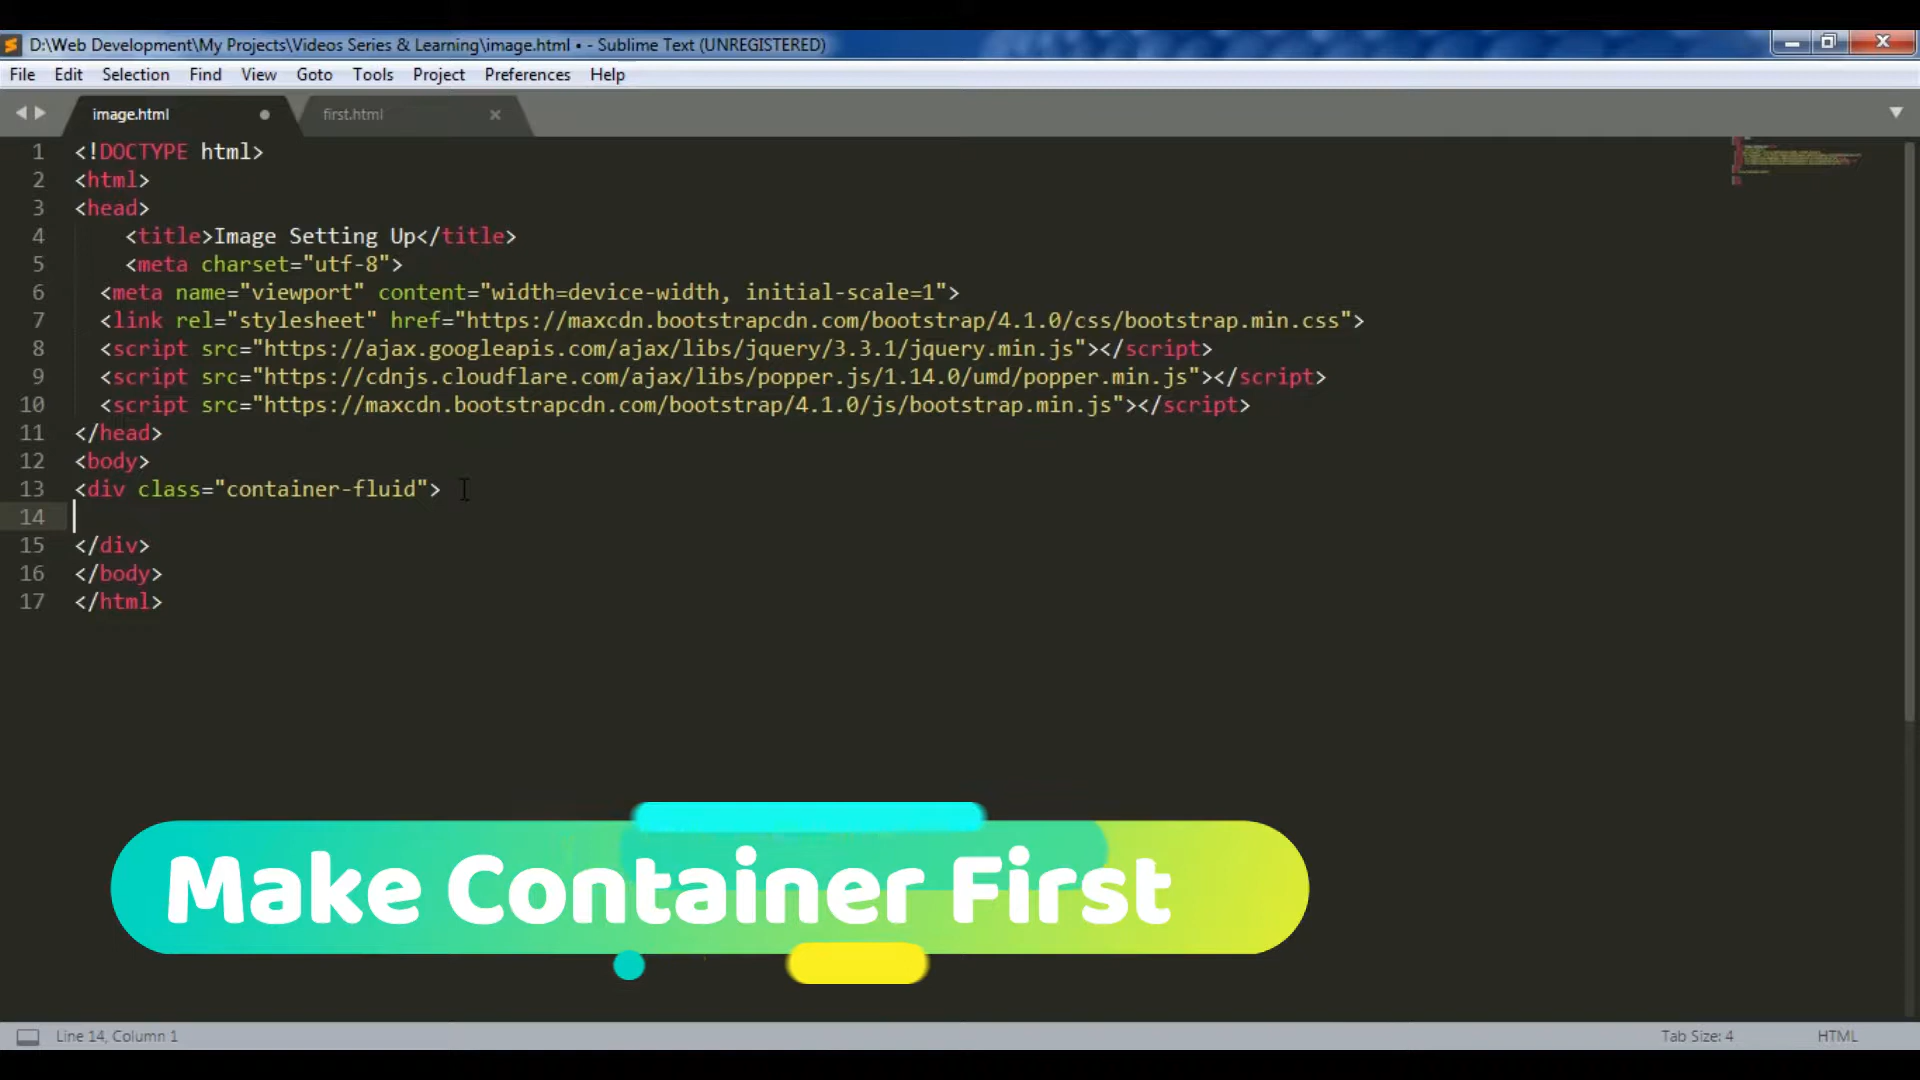 D:\Web Development\My Projects\Videos Series & Learning\image.html • - Sublime Text (UNREGISTERED)
File Edit Selection Find View Goto Tools Project Preferences Help
image.html first.html
1 <!DOCTYPE html>
2 <html>
3 <head>
4 <title>Image Setting Up</title>
5 <meta charset="utf-8">
6 <meta name="viewport" content="width=device-width, initial-scale=1">
7 <link rel="stylesheet" href="https://maxcdn.bootstrapcdn.com/bootstrap/4.1.0/css/bootstrap.min.css">
8 <script src="https://ajax.googleapis.com/ajax/libs/jquery/3.3.1/jquery.min.js"></script>
9 <script src="https://cdnjs.cloudflare.com/ajax/libs/popper.js/1.14.0/umd/popper.min.js"></script>
10 <script src="https://maxcdn.bootstrapcdn.com/bootstrap/4.1.0/js/bootstrap.min.js"></script>
11 </head>
12 <body>
13 <div class="container-fluid">
14
15 </div>
16 </body>
17 </html>
Make Container First
Line 14, Column 1 Tab Size: 4 HTML